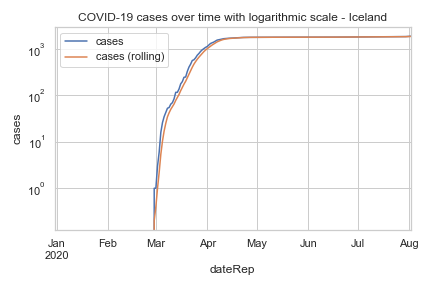 COVID-19 cases over time with logarithmic scale - Iceland
cases
cases (rolling)
10³
10²
10¹
10⁰
cases
Jan Feb Mar Apr May Jun Jul Aug
2020
dateRep